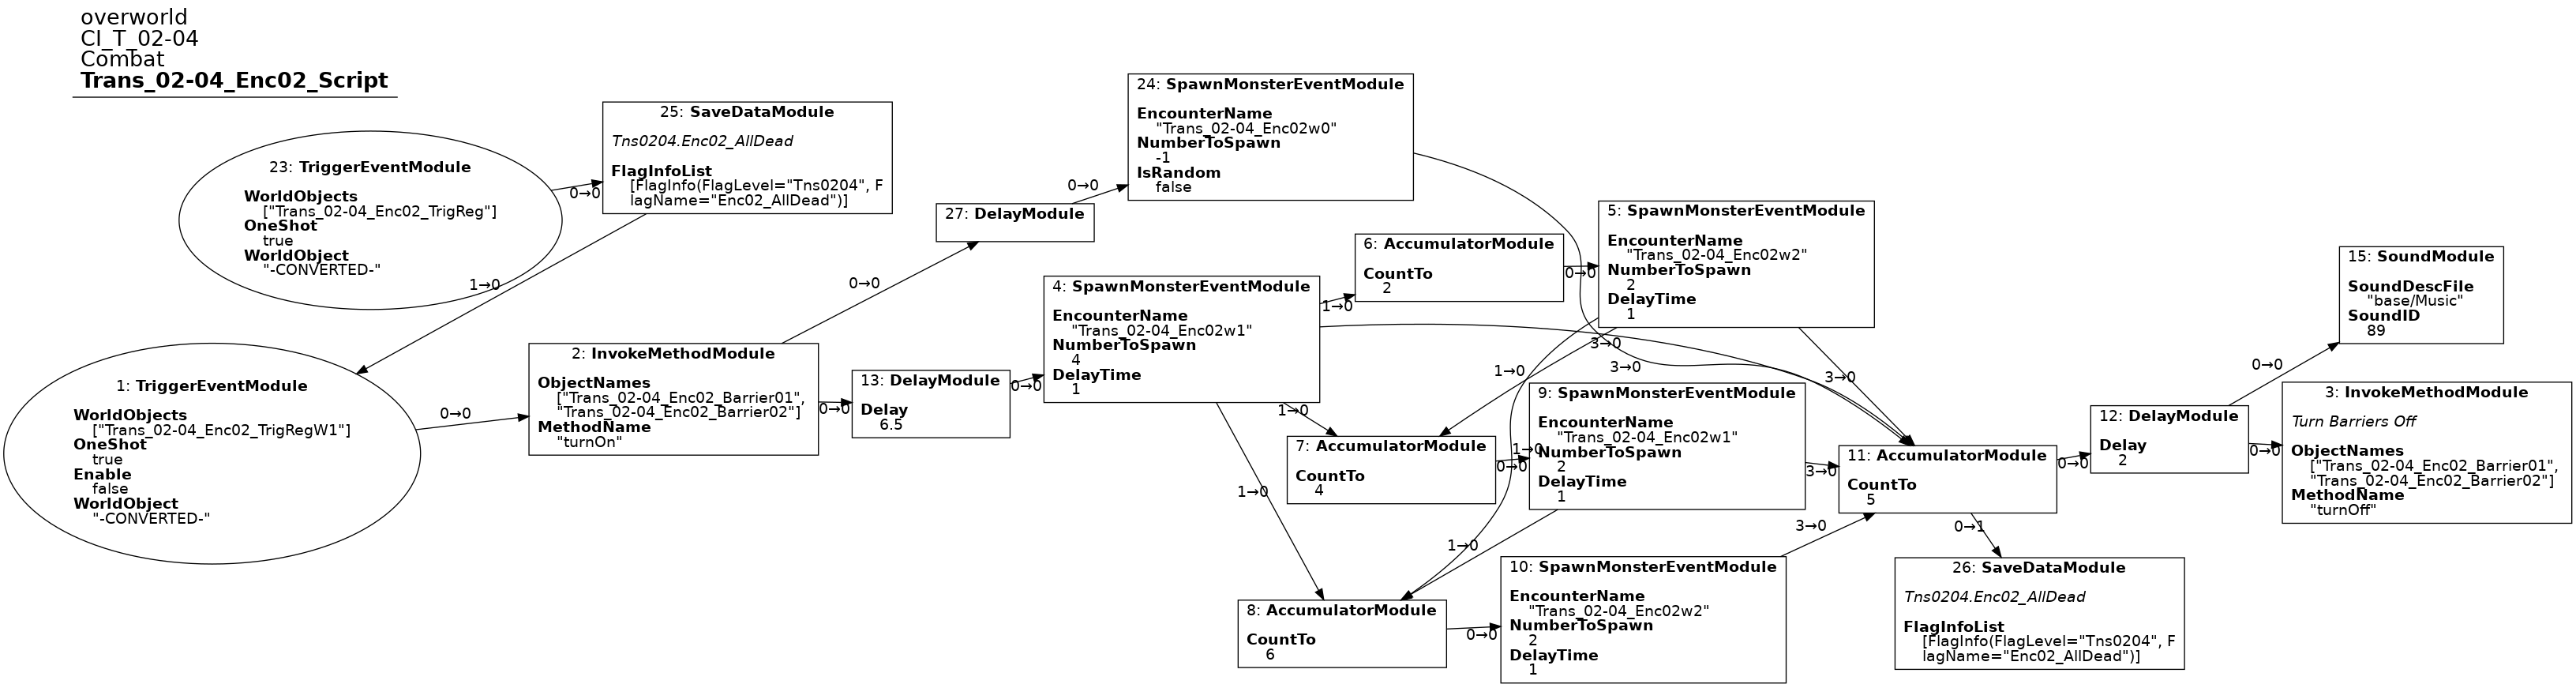 overworld
CI_T_02-04
Combat
Trans_02-04_Enc02_Script
23: TriggerEventModule
WorldObjects
["Trans_02-04_Enc02_TrigReg"]
OneShot
true
WorldObject
"-CONVERTED-"
0→0
25: SaveDataModule
Tns0204.Enc02_AllDead
FlagInfoList
[FlagInfo(FlagLevel="Tns0204", F
lagName="Enc02_AllDead")]
1→0
1: TriggerEventModule
WorldObjects
["Trans_02-04_Enc02_TrigRegW1"]
OneShot
true
Enable
false
WorldObject
"-CONVERTED-"
0→0
2: InvokeMethodModule
ObjectNames
["Trans_02-04_Enc02_Barrier01",
"Trans_02-04_Enc02_Barrier02"]
MethodName
"turnOn"
0→0
0→0
27: DelayModule
0→0
13: DelayModule
Delay
6.5
0→0
24: SpawnMonsterEventModule
EncounterName
"Trans_02-04_Enc02w0"
NumberToSpawn
-1
IsRandom
false
3→0
4: SpawnMonsterEventModule
EncounterName
"Trans_02-04_Enc02w1"
NumberToSpawn
4
DelayTime
1
1→0
1→0
1→0
3→0
6: AccumulatorModule
CountTo
2
0→0
5: SpawnMonsterEventModule
EncounterName
"Trans_02-04_Enc02w2"
NumberToSpawn
2
DelayTime
1
1→0
1→0
3→0
7: AccumulatorModule
CountTo
4
0→0
9: SpawnMonsterEventModule
EncounterName
"Trans_02-04_Enc02w1"
NumberToSpawn
2
DelayTime
1
1→0
3→0
8: AccumulatorModule
CountTo
6
0→0
10: SpawnMonsterEventModule
EncounterName
"Trans_02-04_Enc02w2"
NumberToSpawn
2
DelayTime
1
3→0
11: AccumulatorModule
CountTo
5
0→0
0→1
26: SaveDataModule
Tns0204.Enc02_AllDead
FlagInfoList
[FlagInfo(FlagLevel="Tns0204", F
lagName="Enc02_AllDead")]
12: DelayModule
Delay
2
0→0
0→0
15: SoundModule
SoundDescFile
"base/Music"
SoundID
89
3: InvokeMethodModule
Turn Barriers Off
ObjectNames
["Trans_02-04_Enc02_Barrier01",
"Trans_02-04_Enc02_Barrier02"]
MethodName
"turnOff"